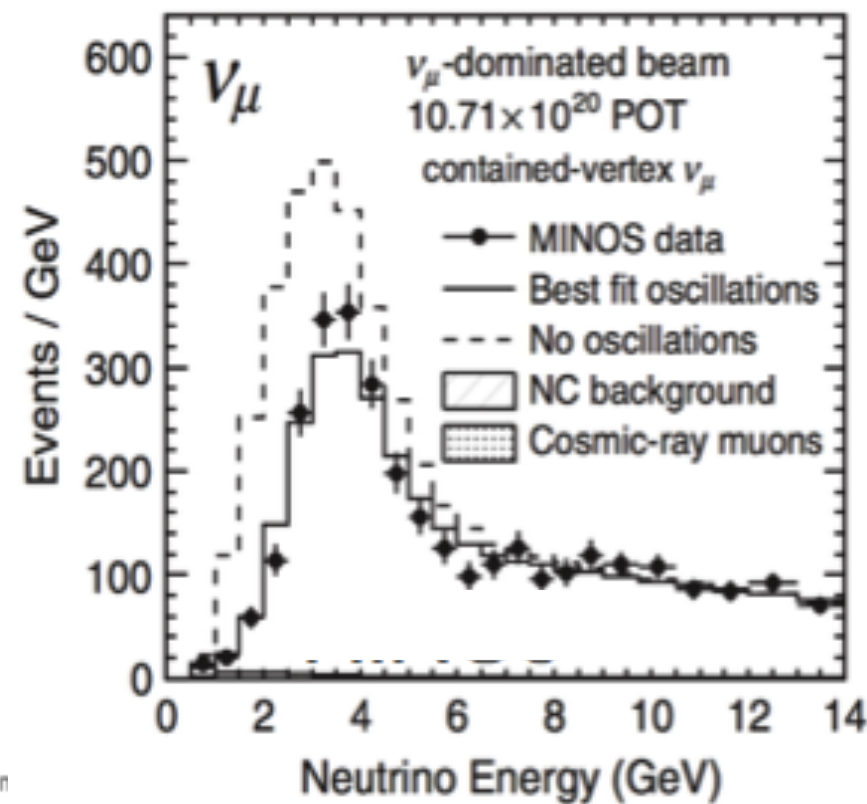 600
500
400
300
200
100
0
Events / GeV
νμ
νμ-dominated beam
10.71×10²⁰ POT
contained-vertex νμ
MINOS data
Best fit oscillations
No oscillations
NC background
Cosmic-ray muons
0 2 4 6 8 10 12 14
Neutrino Energy (GeV)